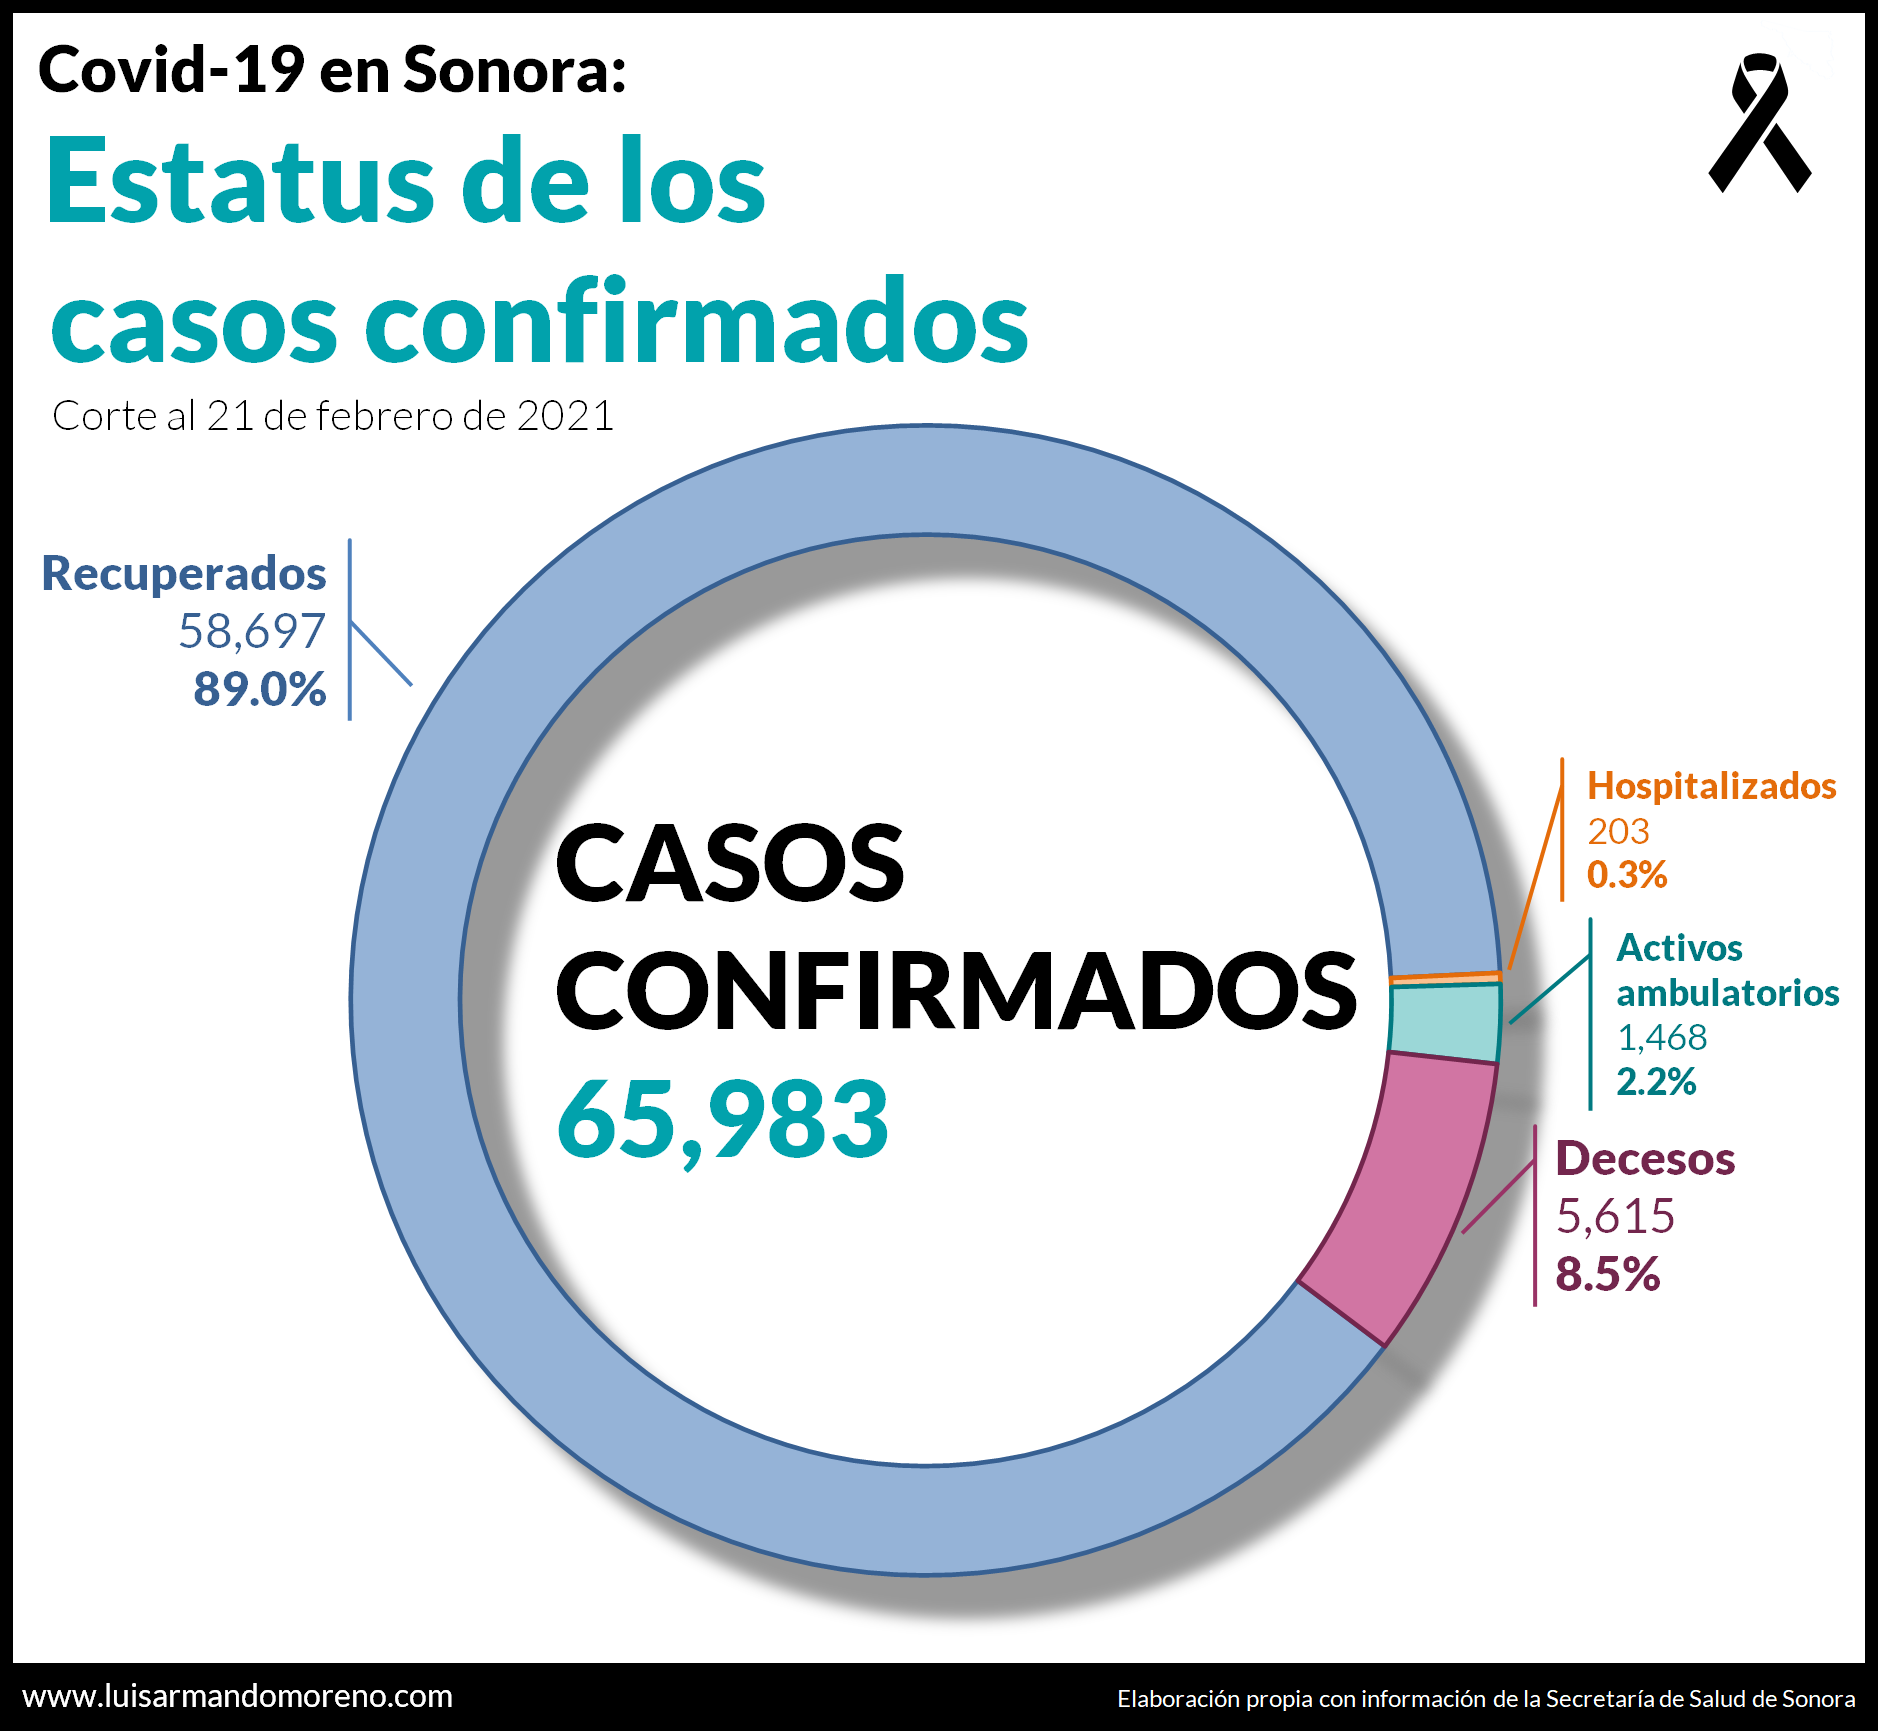 Covid-19 en Sonora:
Estatus de los
casos confirmados
Corte al 21 de febrero de 2021
Recuperados
58,697
89.0%
CASOS
CONFIRMADOS
65,983
Hospitalizados
203
0.3%
Activos
ambulatorios
1,468
2.2%
Decesos
5,615
8.5%
www.luisarmandomoreno.com
Elaboración propia con información de la Secretaría de Salud de Sonora